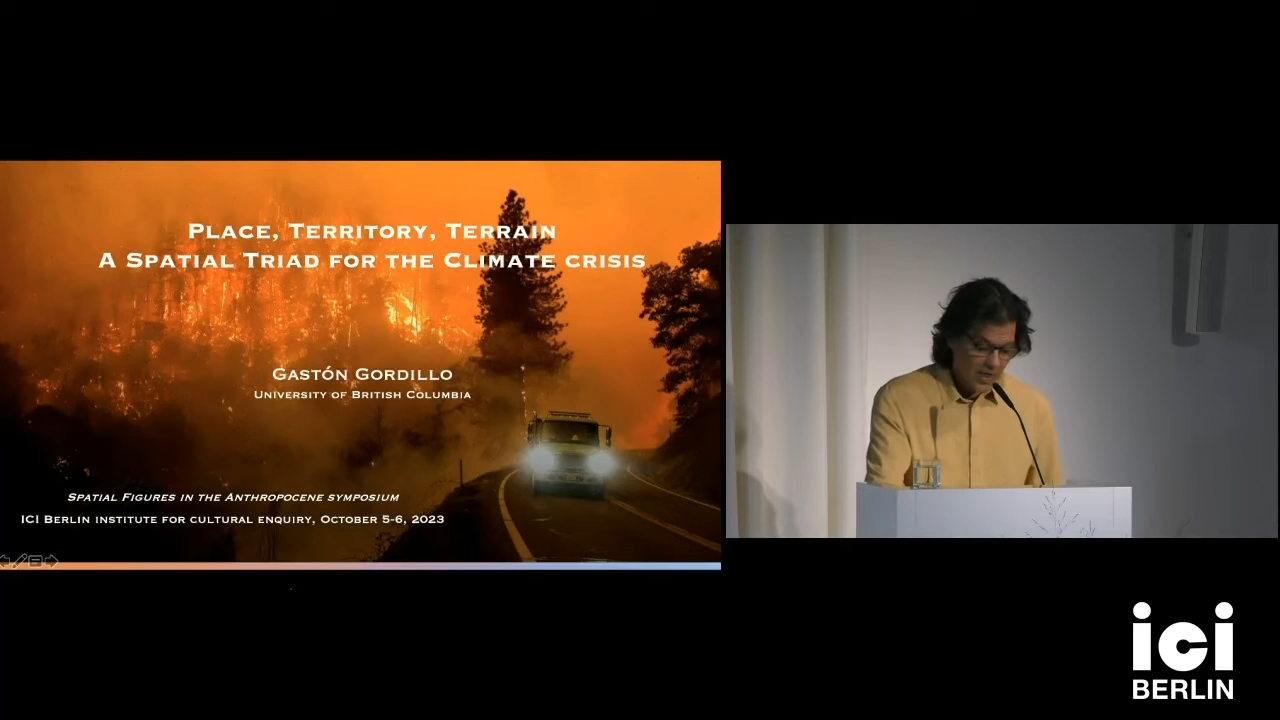 Place, Territory, Terrain
A Spatial Triad for the Climate crisis
Gastón Gordillo
University of British Columbia
Spatial Figures in the Anthropocene symposium
ICI Berlin institute for cultural enquiry, October 5-6, 2023
ici
BERLIN